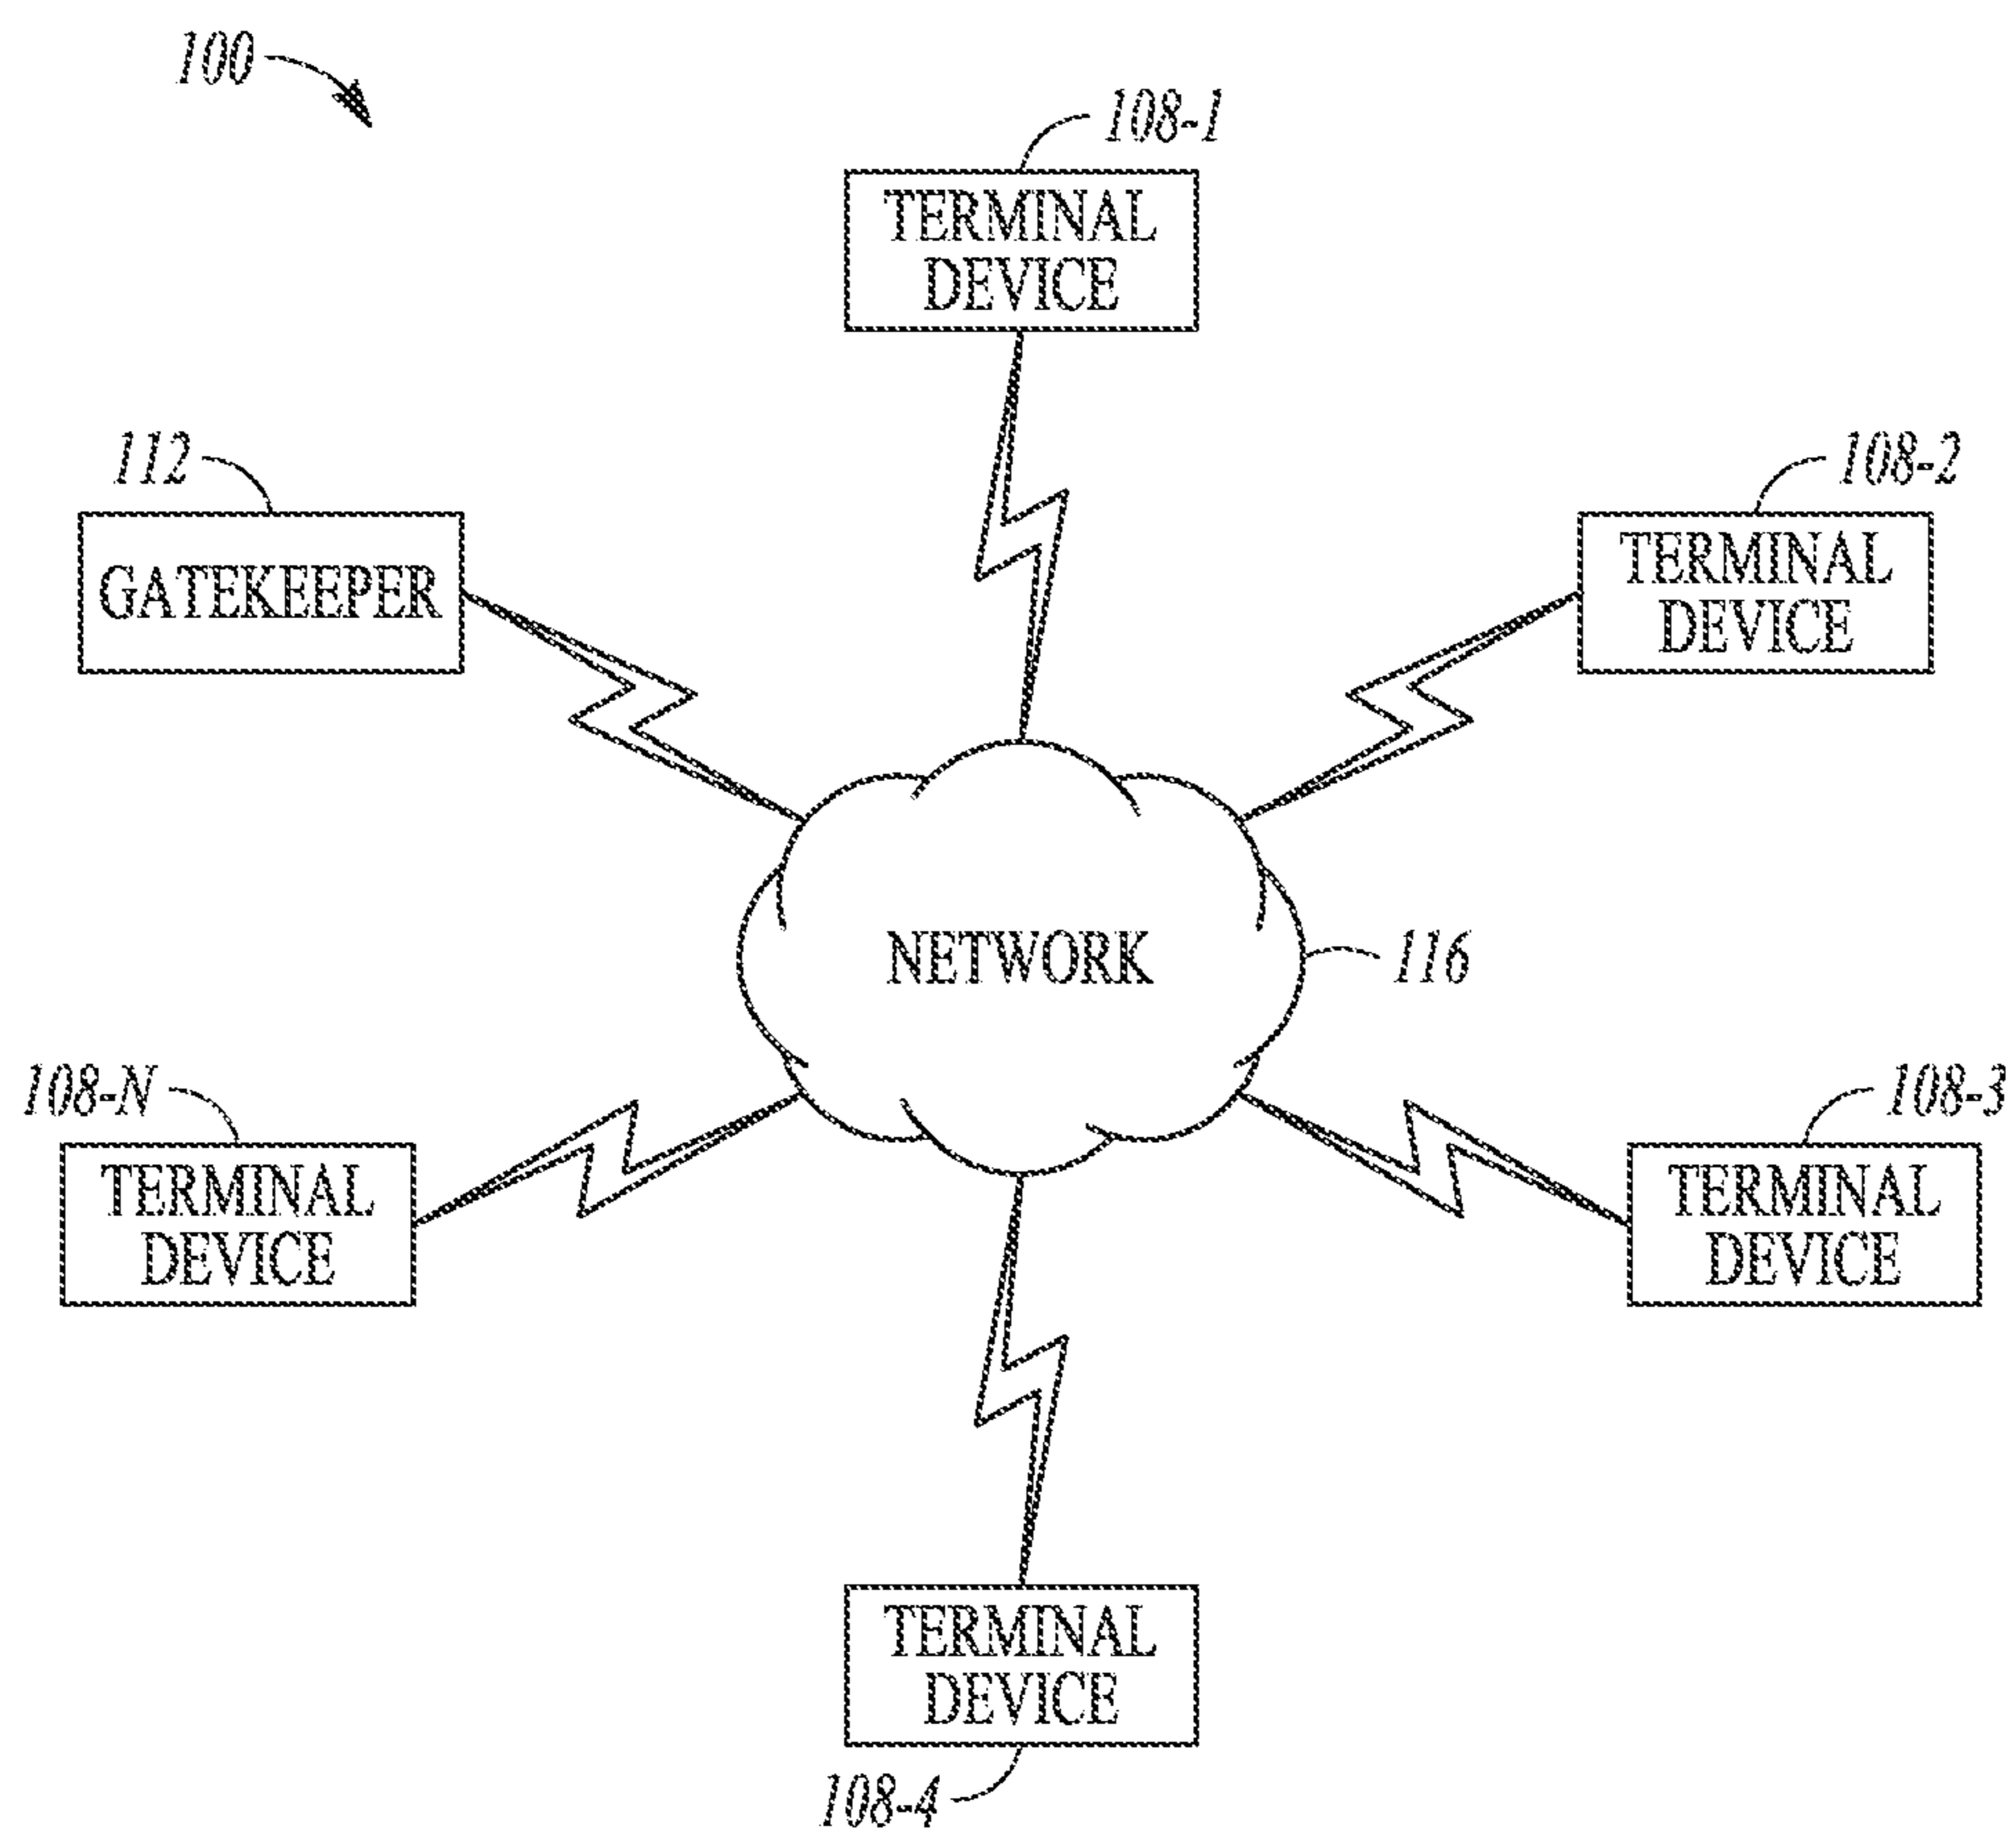 100
108-1
TERMINAL
DEVICE
112
GATEKEEPER
108-2
TERMINAL
DEVICE
NETWORK
116
108-N
TERMINAL
DEVICE
108-3
TERMINAL
DEVICE
TERMINAL
DEVICE
108-4